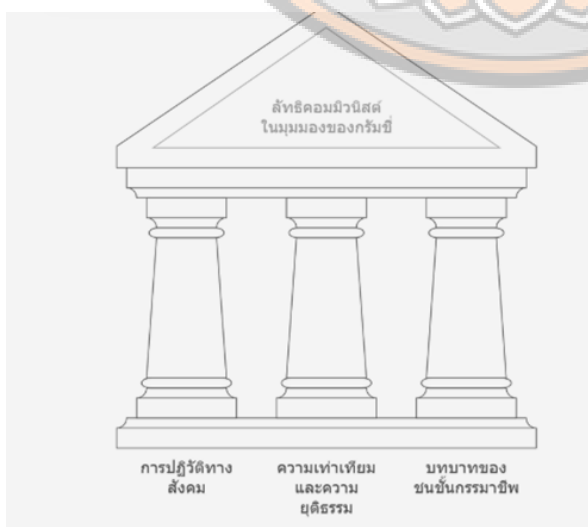 ลัทธิคอมมิวนิสต์
ในมุมมองของกรัมชี่
การปฏิวัติทาง
สังคม
ความเท่าเทียม
และความ
ยุติธรรม
บทบาทของ
ชนชั้นกรรมาชีพ